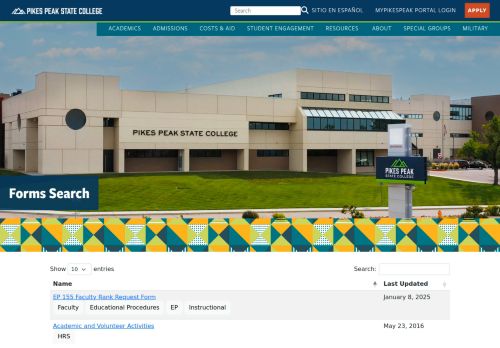 PIKES PEAK STATE COLLEGE
Search
SITIO EN ESPAÑOL
MYPIKESPEAK PORTAL LOGIN
APPLY
ACADEMICS ADMISSIONS COSTS & AID STUDENT ENGAGEMENT RESOURCES ABOUT SPECIAL GROUPS MILITARY
PIKES PEAK STATE COLLEGE
PIKES PEAK
STATE COLLEGE
Forms Search
Show 10 entries Search:
Name Last Updated
EP 155 Faculty Rank Request Form January 8, 2025
Faculty Educational Procedures EP Instructional
Academic and Volunteer Activities May 23, 2016
HRS